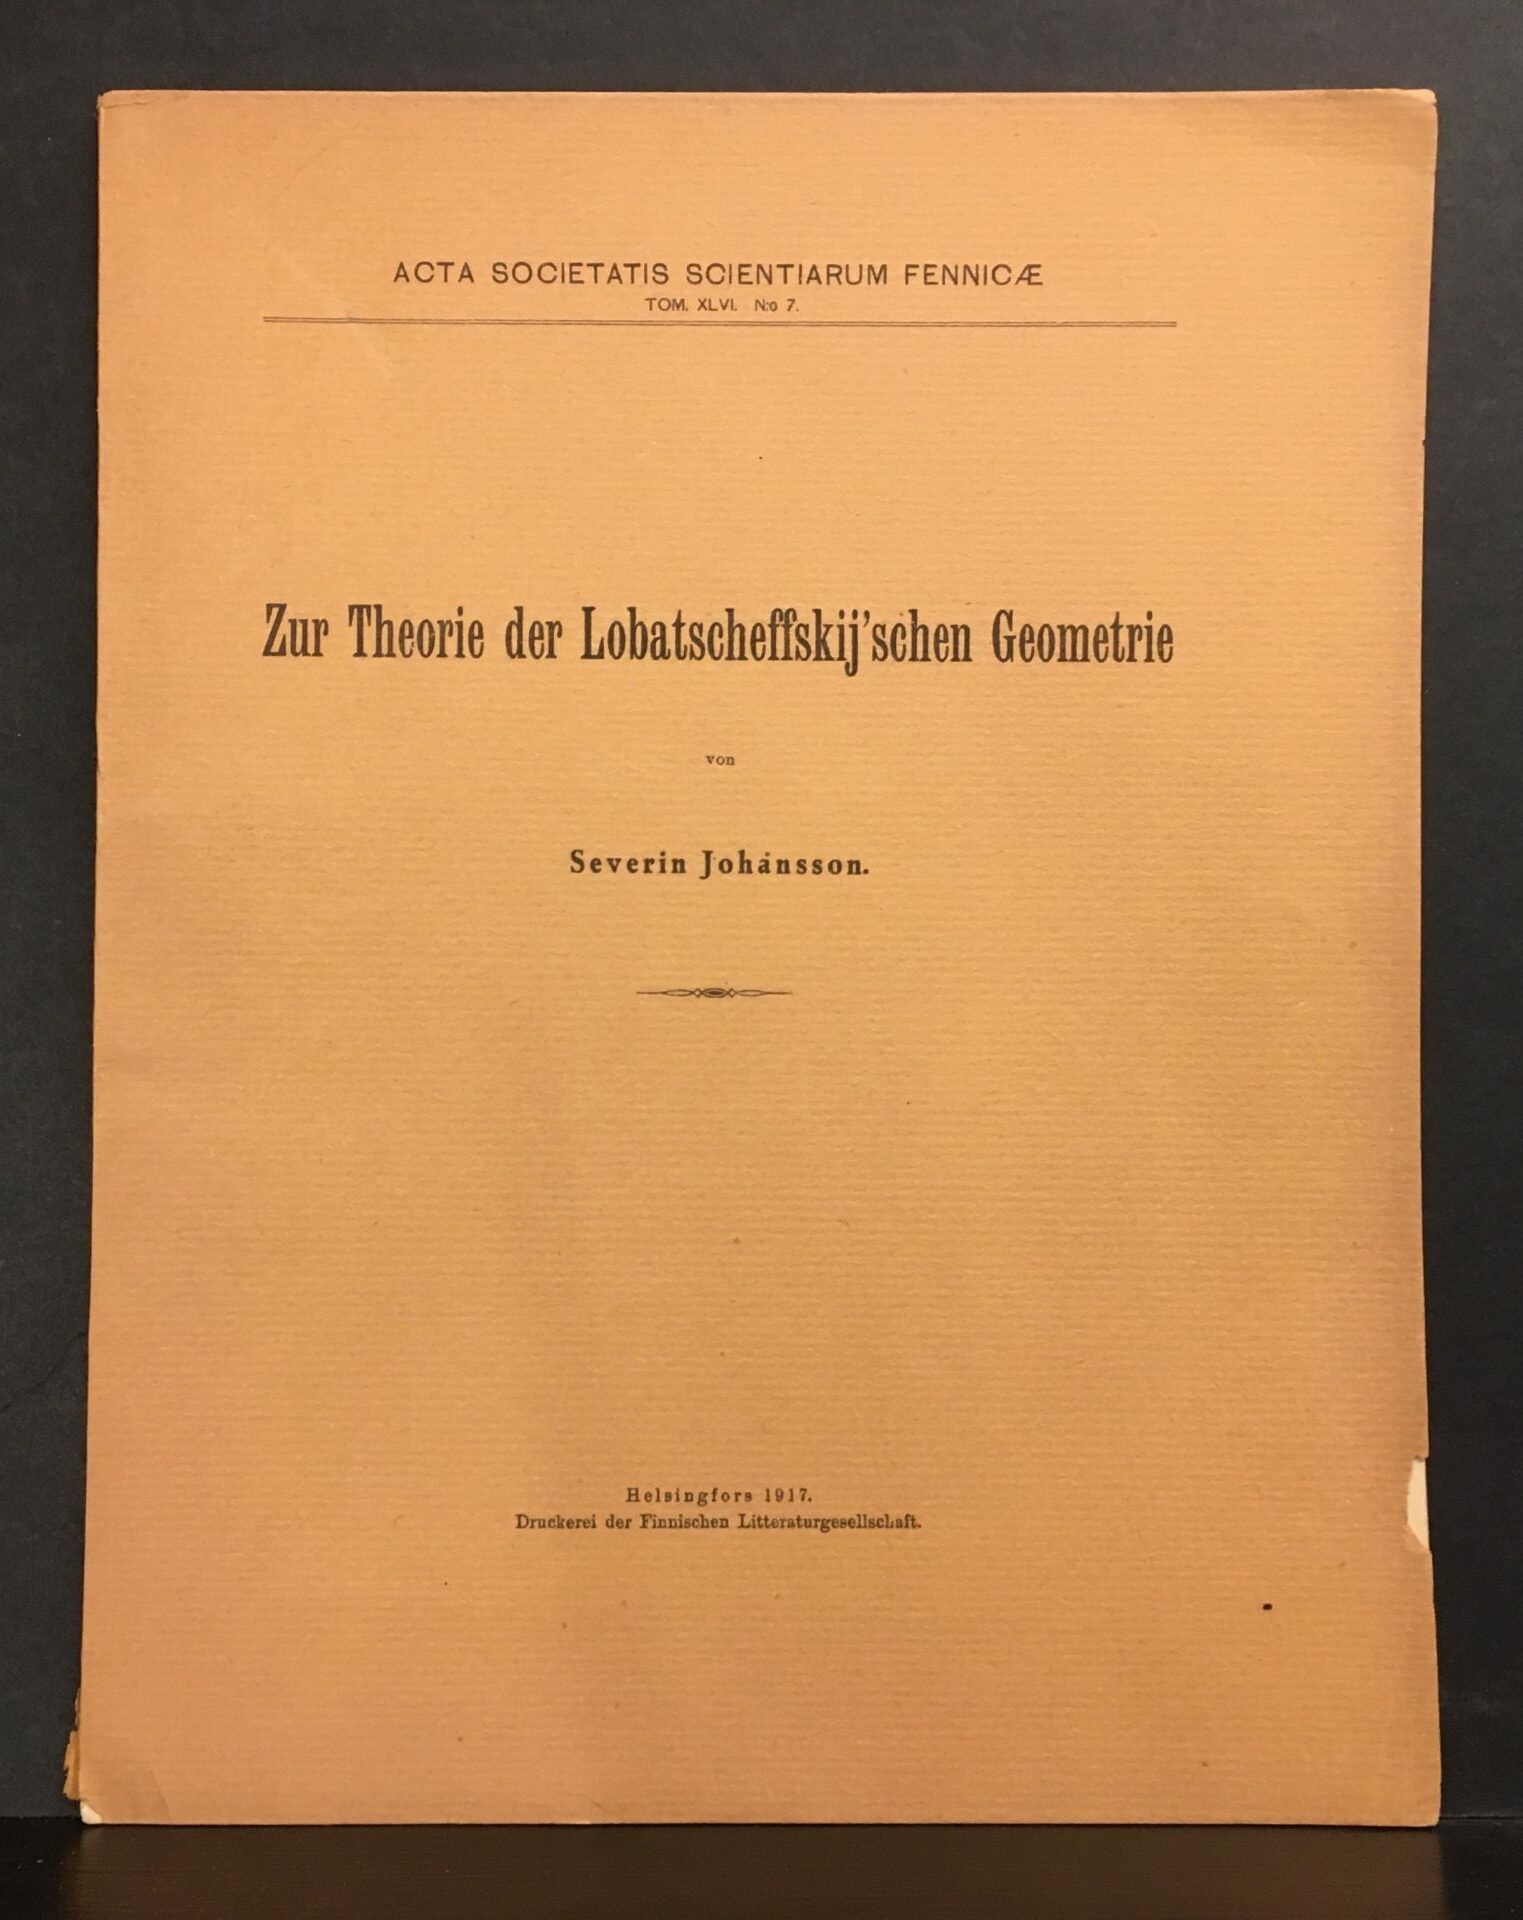 ACTA SOCIETATIS SCIENTIARUM FENNICÆ
TOM. XLVI. N:o 7.
Zur Theorie der Lobatscheffskij'schen Geometrie
von
Severin Johansson.
Helsingfors 1917.
Druckerei der Finnischen Litteraturgesellschaft.